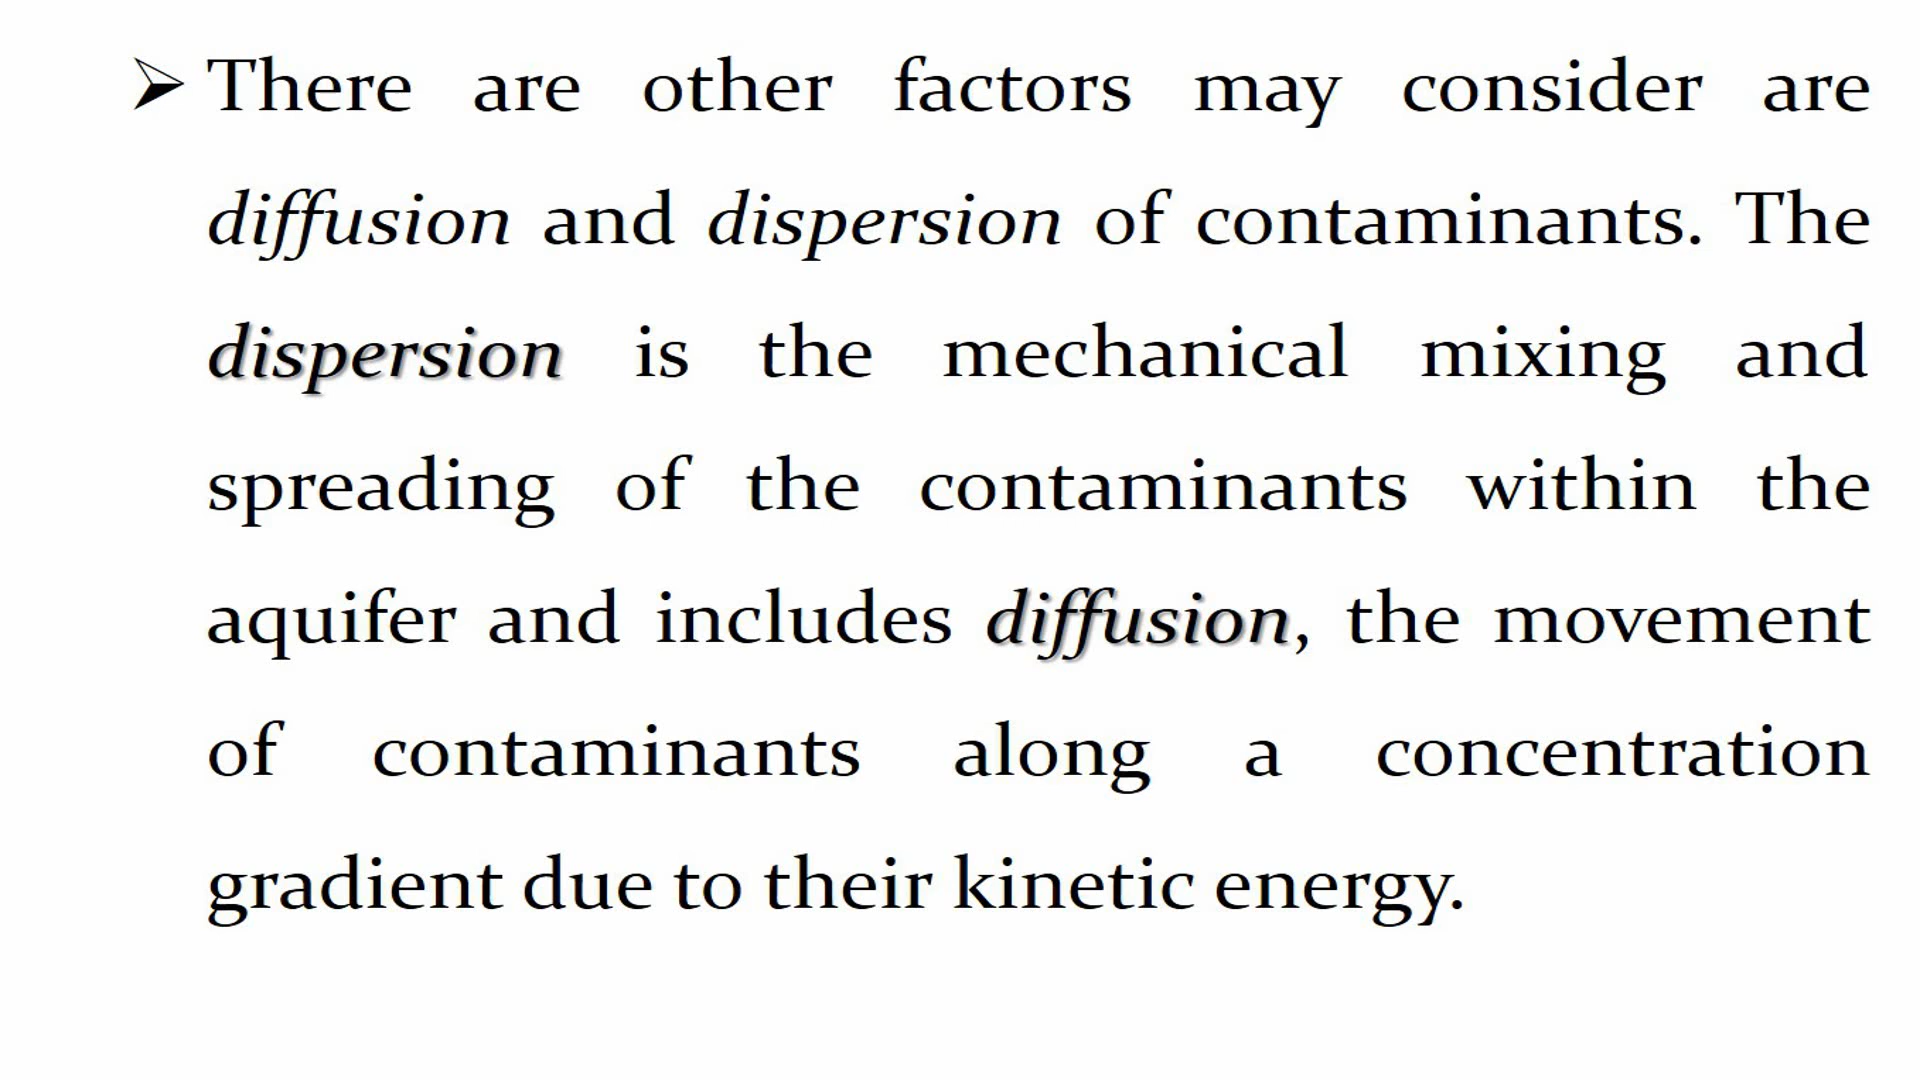 ➢ There are other factors may consider are
diffusion and dispersion of contaminants. The
dispersion is the mechanical mixing and
spreading of the contaminants within the
aquifer and includes diffusion, the movement
of contaminants along a concentration
gradient due to their kinetic energy.